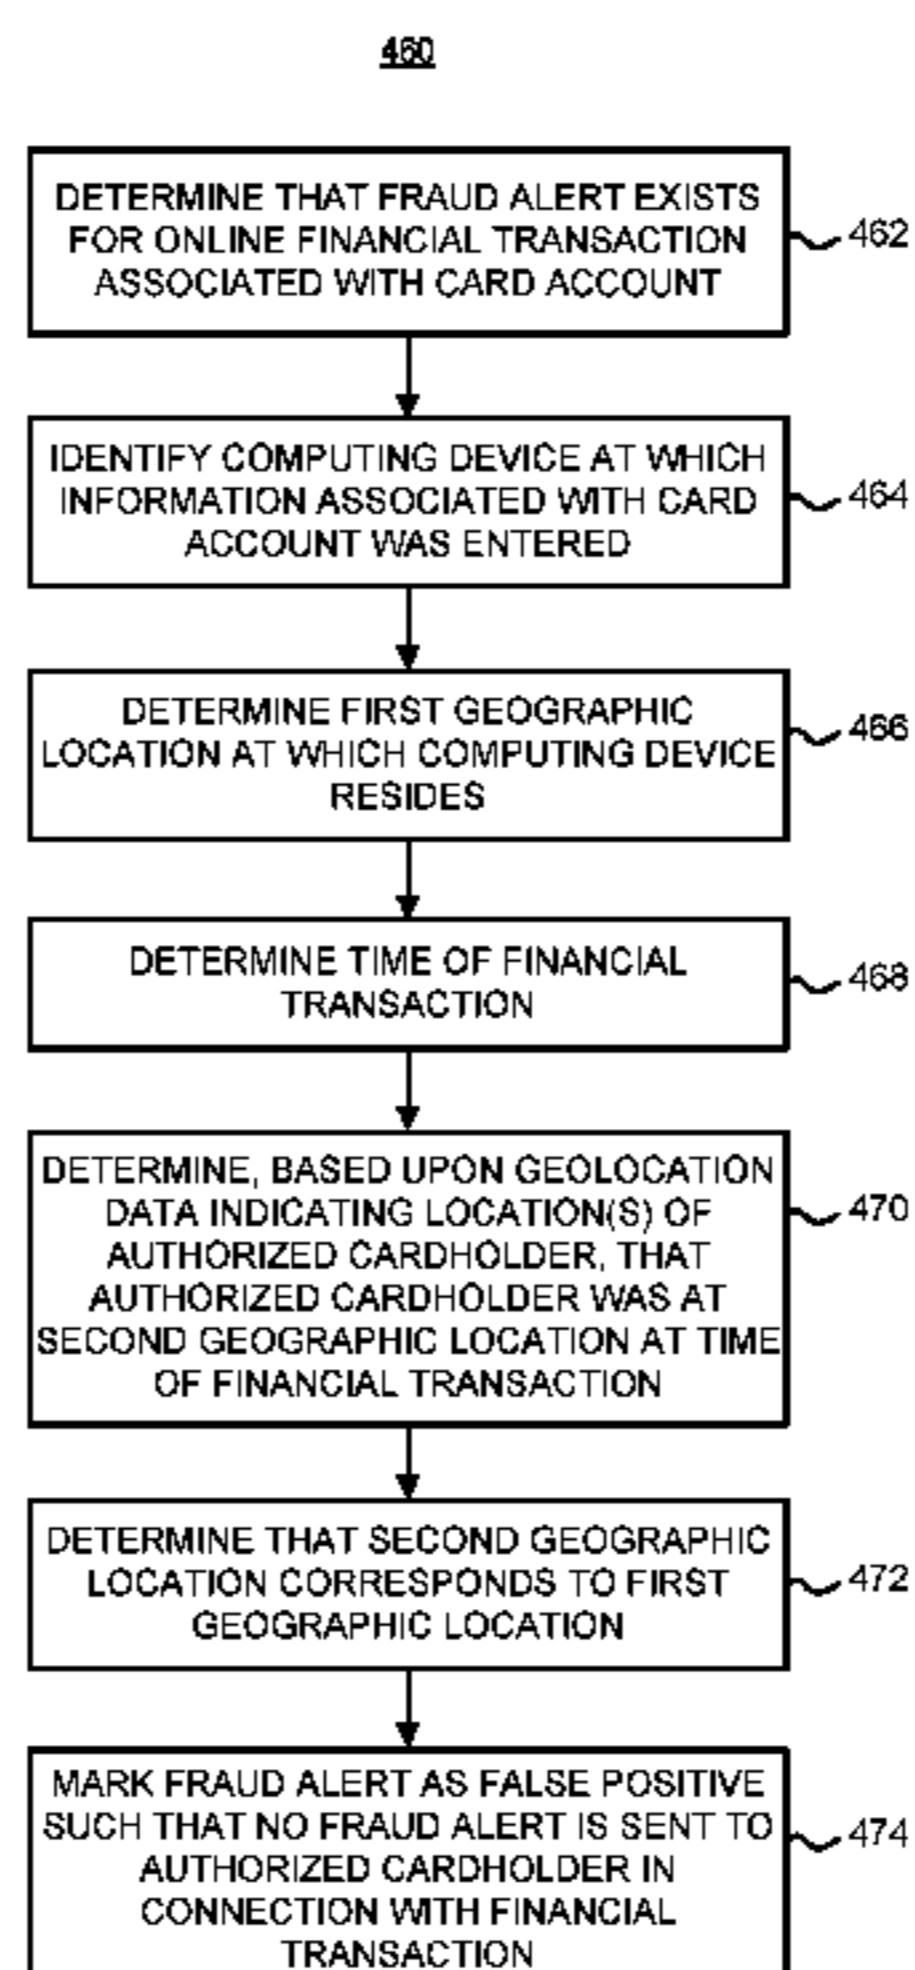 460
DETERMINE THAT FRAUD ALERT EXISTS
FOR ONLINE FINANCIAL TRANSACTION
ASSOCIATED WITH CARD ACCOUNT
462
IDENTIFY COMPUTING DEVICE AT WHICH
INFORMATION ASSOCIATED WITH CARD
ACCOUNT WAS ENTERED
464
DETERMINE FIRST GEOGRAPHIC
LOCATION AT WHICH COMPUTING DEVICE
RESIDES
466
DETERMINE TIME OF FINANCIAL
TRANSACTION
468
DETERMINE, BASED UPON GEOLOCATION
DATA INDICATING LOCATION(S) OF
AUTHORIZED CARDHOLDER, THAT
AUTHORIZED CARDHOLDER WAS AT
SECOND GEOGRAPHIC LOCATION AT TIME
OF FINANCIAL TRANSACTION
470
DETERMINE THAT SECOND GEOGRAPHIC
LOCATION CORRESPONDS TO FIRST
GEOGRAPHIC LOCATION
472
MARK FRAUD ALERT AS FALSE POSITIVE
SUCH THAT NO FRAUD ALERT IS SENT TO
AUTHORIZED CARDHOLDER IN
CONNECTION WITH FINANCIAL
TRANSACTION
474